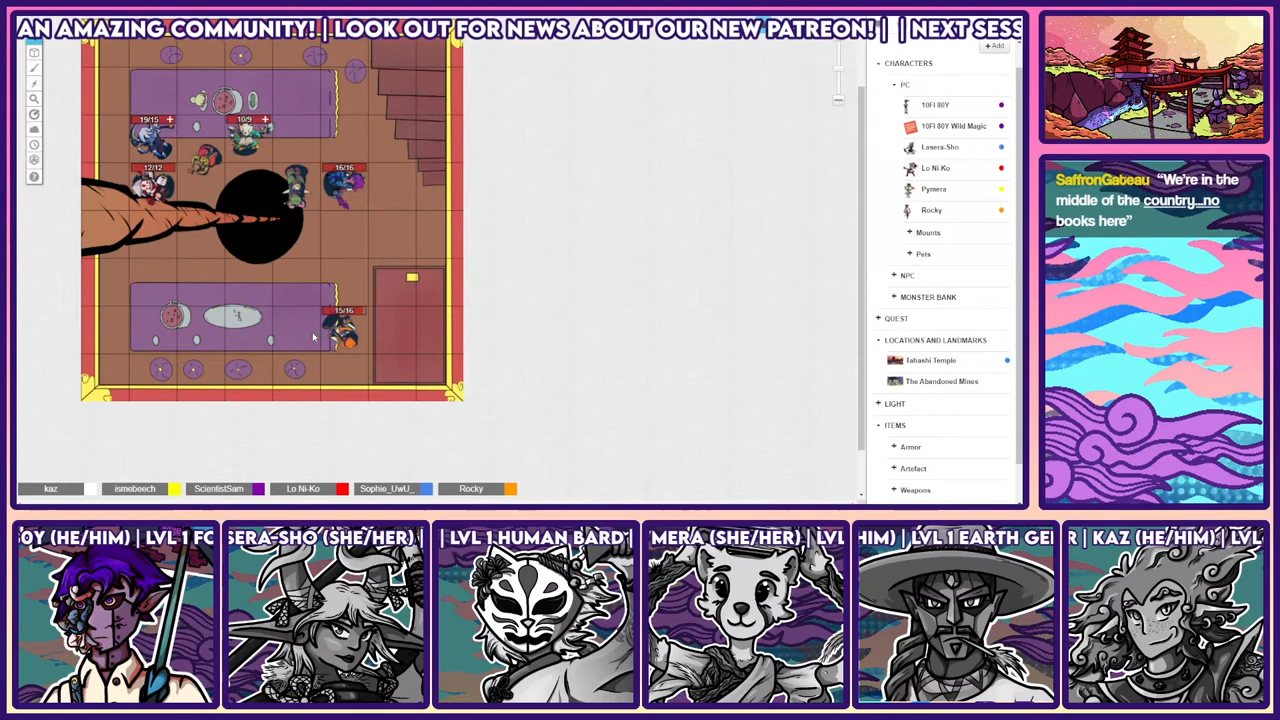 AN AMAZING COMMUNITY! | LOOK OUT FOR NEWS ABOUT OUR NEW PATREON! | | NEXT SESS
Add
CHARACTERS
PC
10FI 80Y
10FI 80Y Wild Magic
Lasera-Sho
Lo Ni-Ko
Pymera
Rocky
Mounts
Pets
NPC
MONSTER BANK
QUEST
LOCATIONS AND LANDMARKS
Tahashi Temple
The Abandoned Mines
LIGHT
ITEMS
Armor
Artefact
Weapons
19/15
10/9
12/12
16/16
15/16
SaffronGateau “We’re in the
middle of the country...no
books here”
kaz
ismebeech
ScientistSam
Lo Ni-Ko
Sophie_UwU_
Rocky
0Y (HE/HIM) | LVL 1 FO
SERA-SHO (SHE/HER) |
| LVL 1 HUMAN BARD
MERA (SHE/HER) | LVL
HIM) | LVL 1 EARTH GE
R | KAZ (HE/HIM) | LVL